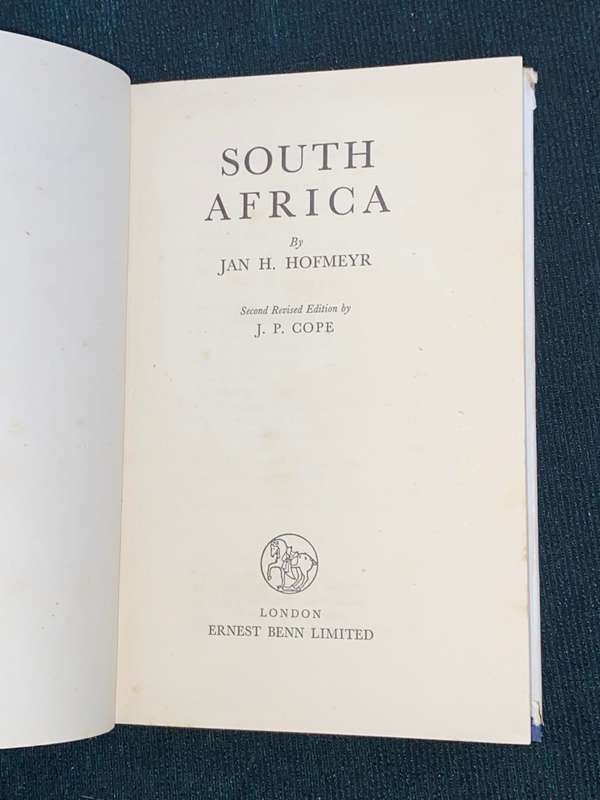 SOUTH
AFRICA
By
JAN H. HOFMEYR
Second Revised Edition by
J. P. COPE
LONDON
ERNEST BENN LIMITED